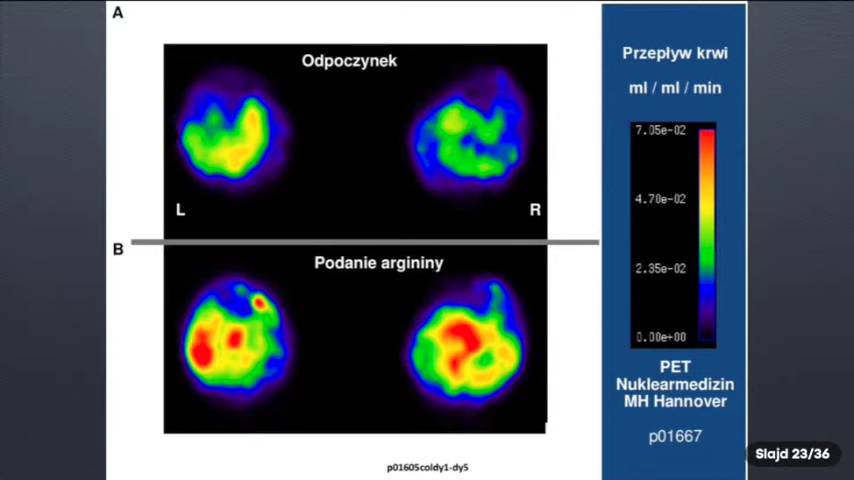 A
Odpoczynek
L
R
B
Podanie argininy
p01605coldy1-dy5
Przepływ krwi
ml / ml / min
7.05e-02
4.70e-02
2.35e-02
0.00e+00
PET
Nuklearmedizin
MH Hannover
p01667
Slajd 23/36